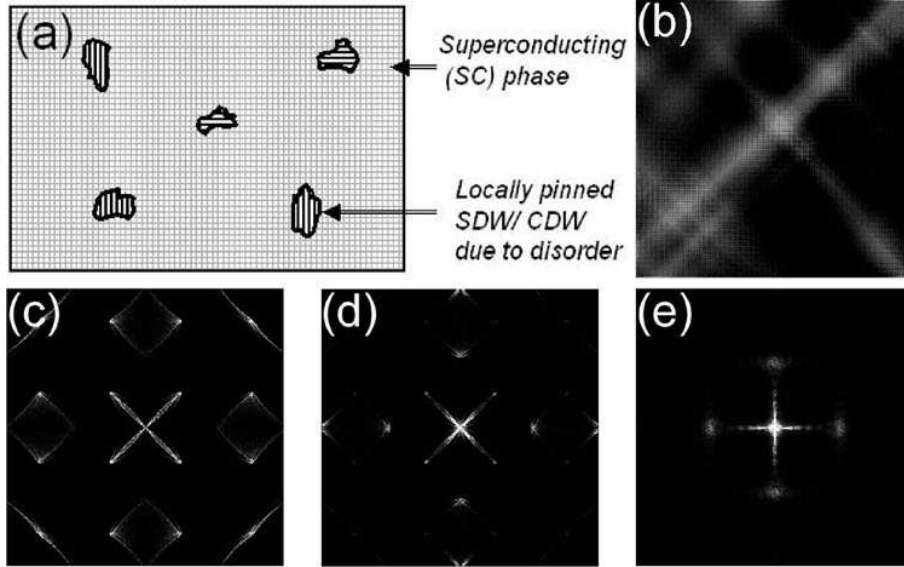 (a)
Superconducting
(SC) phase
Locally pinned
SDW/ CDW
due to disorder
(b)
(c)
(d)
(e)